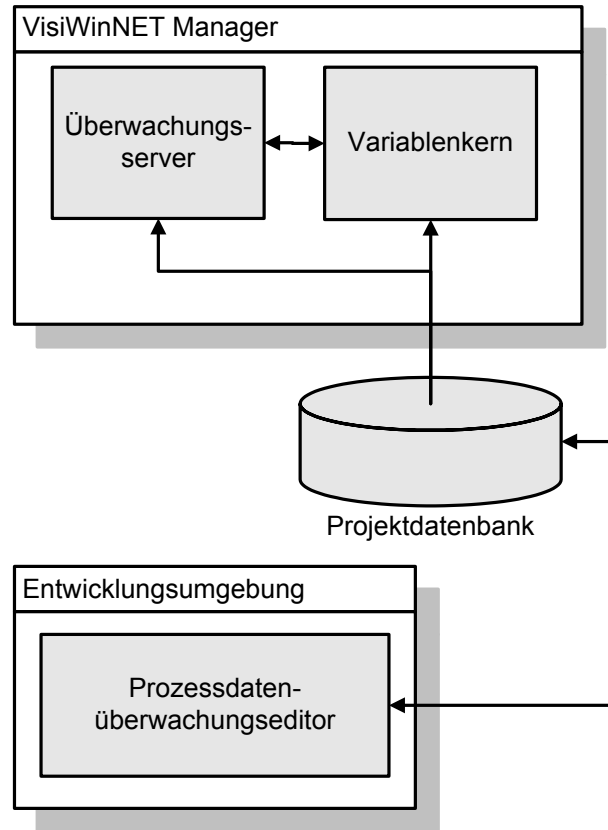 VisiWinNET Manager
Überwachungs-
server
Variablenkern
Projektdatenbank
Entwicklungsumgebung
Prozessdaten-
überwachungseditor